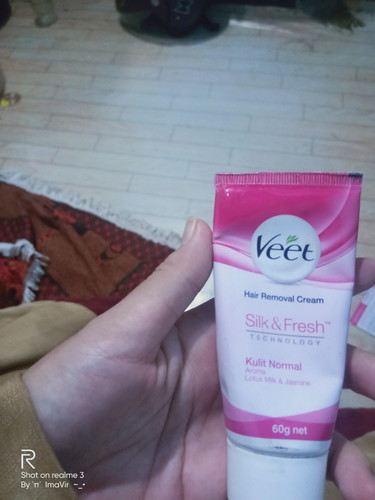 Veet
Hair Removal Cream
Silk & Fresh™
TECHNOLOGY
Kulit Normal
Aroma
Lotus Milk & Jasmine
60g net
R
Shot on realme 3
By 'n' ImaVir ~_•